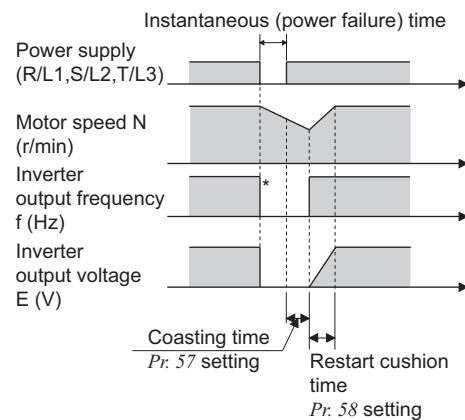 Instantaneous (power failure) time
Power supply
(R/L1,S/L2,T/L3)
Motor speed N
(r/min)
Inverter
output frequency
f (Hz)
*
Inverter
output voltage
E (V)
Coasting time
Pr. 57 setting
Restart cushion
time
Pr. 58 setting